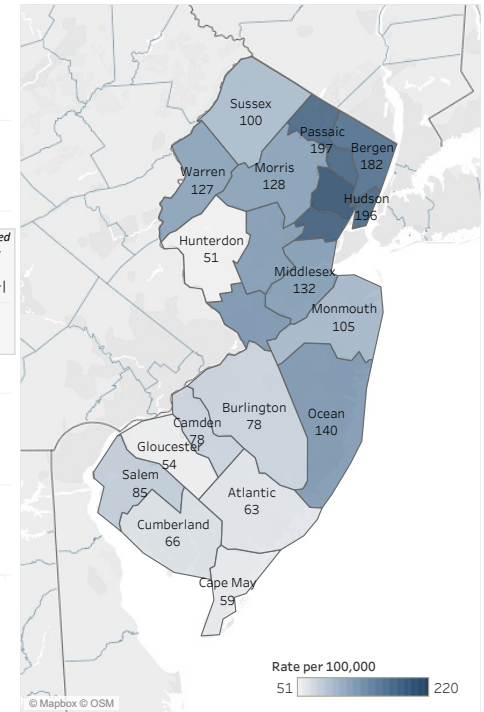 Sussex
100
Passaic
197
Bergen
182
Warren
127
Morris
128
Hudson
196
ed
Hunterdon
51
Middlesex
132
Monmouth
105
Burlington
78
Ocean
140
Camden
78
Gloucester
54
Salem
85
Atlantic
63
Cumberland
66
Cape May
59
Rate per 100,000
51 220
© Mapbox © OSM